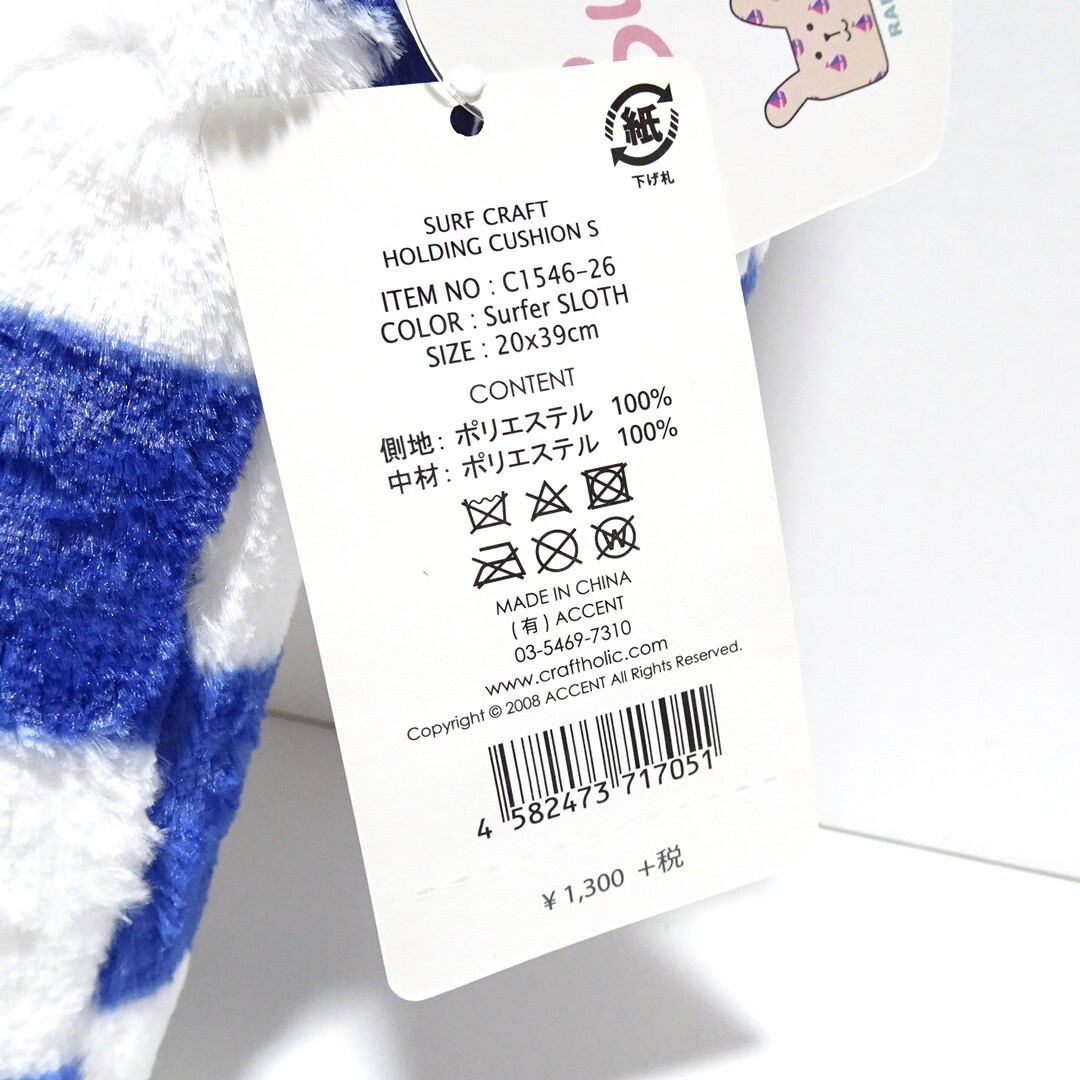 紙
下げ札
SURF CRAFT
HOLDING CUSHION S
ITEM NO : C1546-26
COLOR : Surfer SLOTH
SIZE : 20x39cm
CONTENT
側地: ポリエステル 100%
中材: ポリエステル 100%
W
MADE IN CHINA
(有) ACCENT
03-5469-7310
www.craftholic.com
Copyright © 2008 ACCENT All Rights Reserved.
4 582473 717051
¥ 1,300 +税